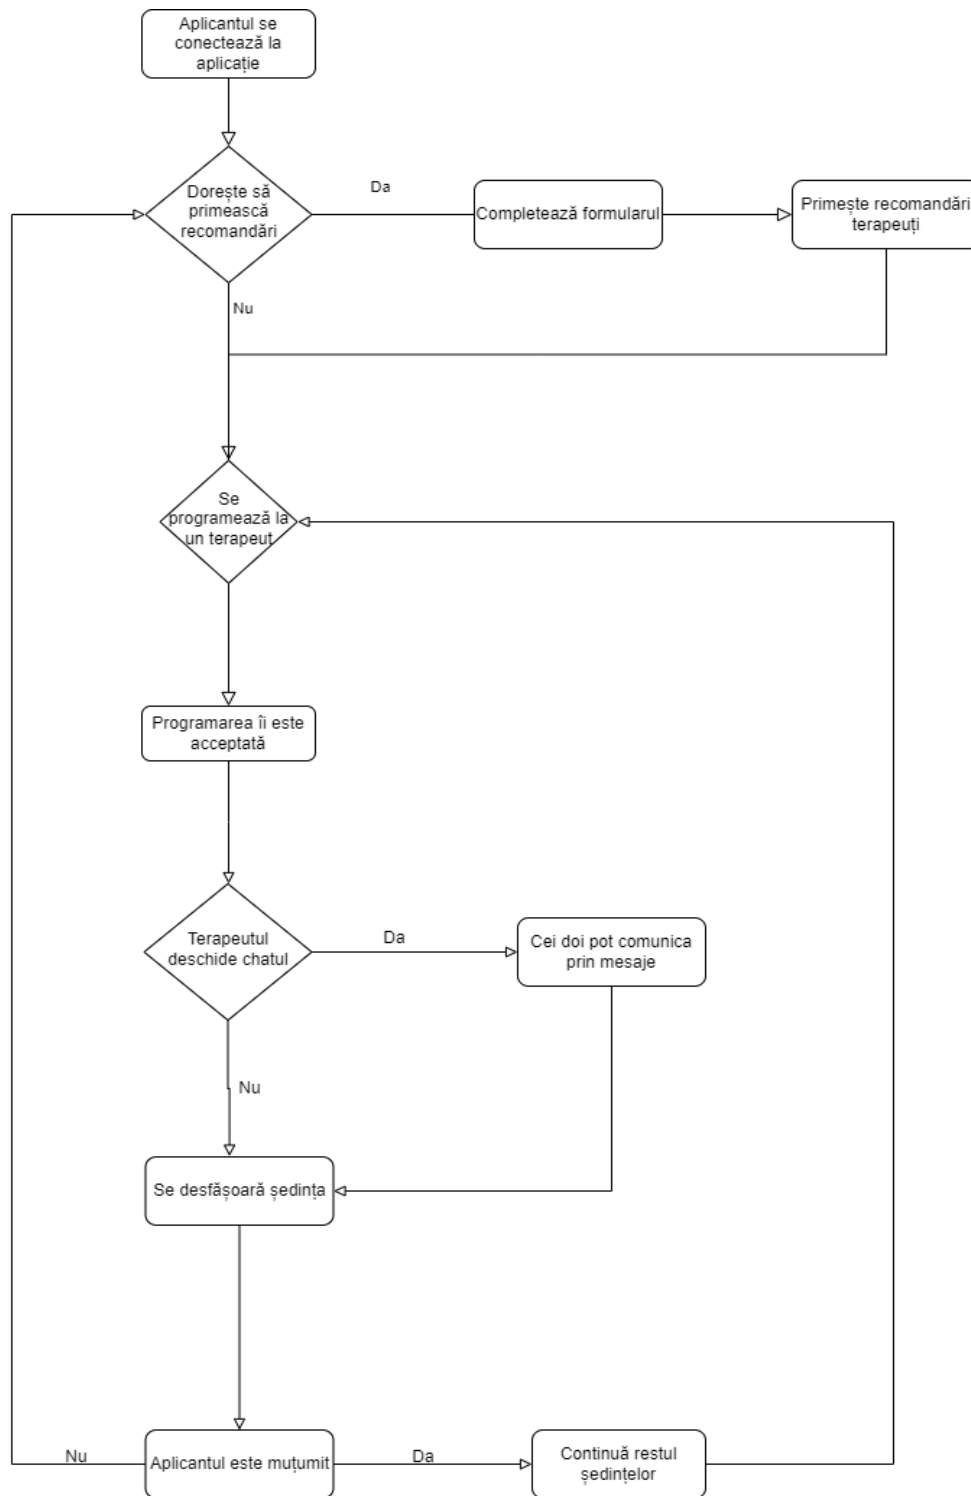 Aplicantul se
conectează la
aplicație
Dorește să
primească
recomandări
Da
Completează formularul
Primește recomandări
terapeuți
Nu
Se
programează la
un terapeut
Programarea îi este
acceptată
Terapeutul
deschide chatul
Da
Cei doi pot comunica
prin mesaje
Nu
Se desfășoară ședința
Nu
Aplicantul este muțumit
Da
Continuă restul
ședințelor